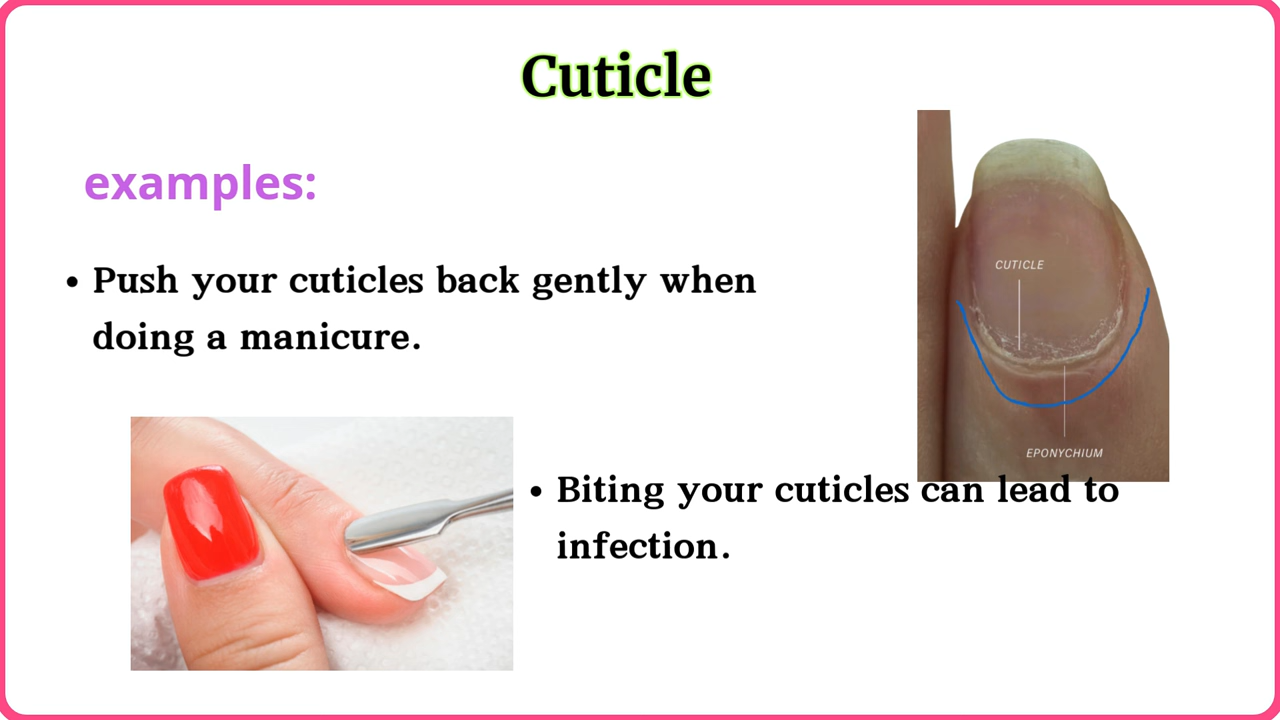 Cuticle
examples:
• Push your cuticles back gently when
doing a manicure.
CUTICLE
EPONYCHIUM
• Biting your cuticles can lead to
infection.